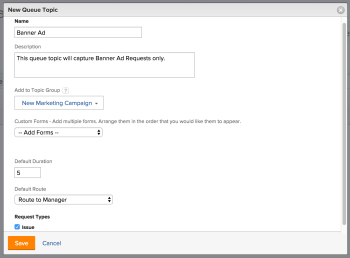 New Queue Topic
Name
Banner Ad
Description
This queue topic will capture Banner Ad Requests only.
Add to Topic Group
New Marketing Campaign
Custom Forms - Add multiple forms. Arrange them in the order that you would like them to appear.
-- Add Forms --
Default Duration
5
Default Route
Route to Manager
Request Types
Issue
Save
Cancel